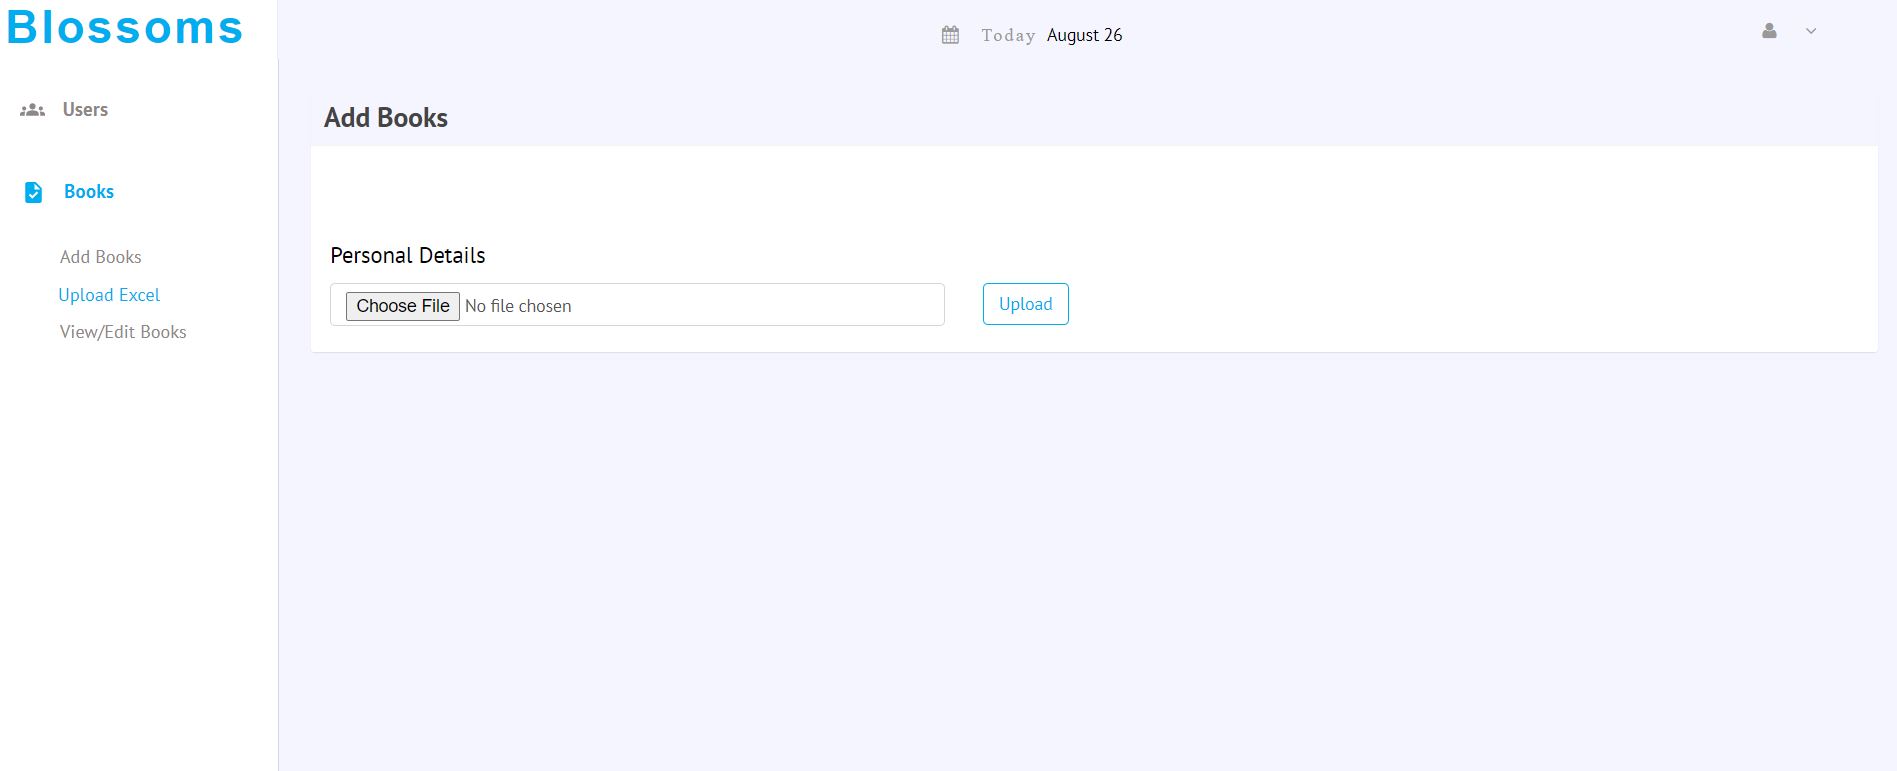 Blossoms
Today August 26
Users
Books
Add Books
Upload Excel
View/Edit Books
Add Books
Personal Details
Choose File No file chosen
Upload